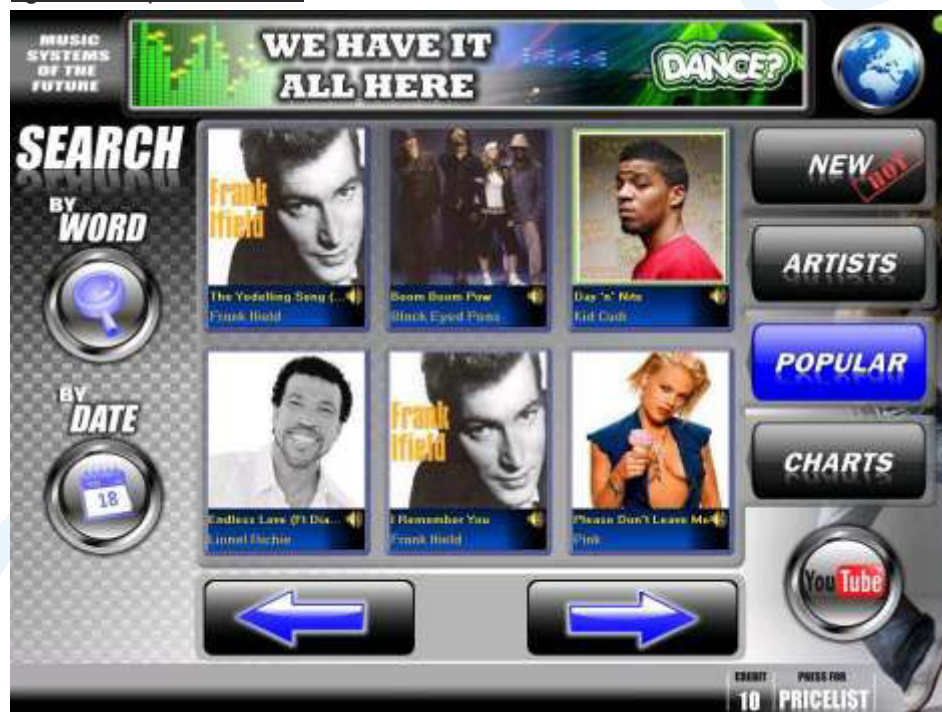 MUSIC
SYSTEMS
OF THE
FUTURE
WE HAVE IT
ALL HERE
DANCE?
SEARCH
BY
WORD
BY
DATE
18
Frank
Ifield
The Yodelling Song (...
Frank Ifield
Boom Boom Pow
Black Eyed Peas
Day 'n' Nite
Kid Cudi
Endless Love (Ft Dia...
Lionel Richie
Frank
Ifield
I Remember You
Frank Ifield
Please Don't Leave Me
Pink
NEW
HOT
ARTISTS
POPULAR
CHARTS
YouTube
CREDIT
10
PRESS FOR
PRICELIST